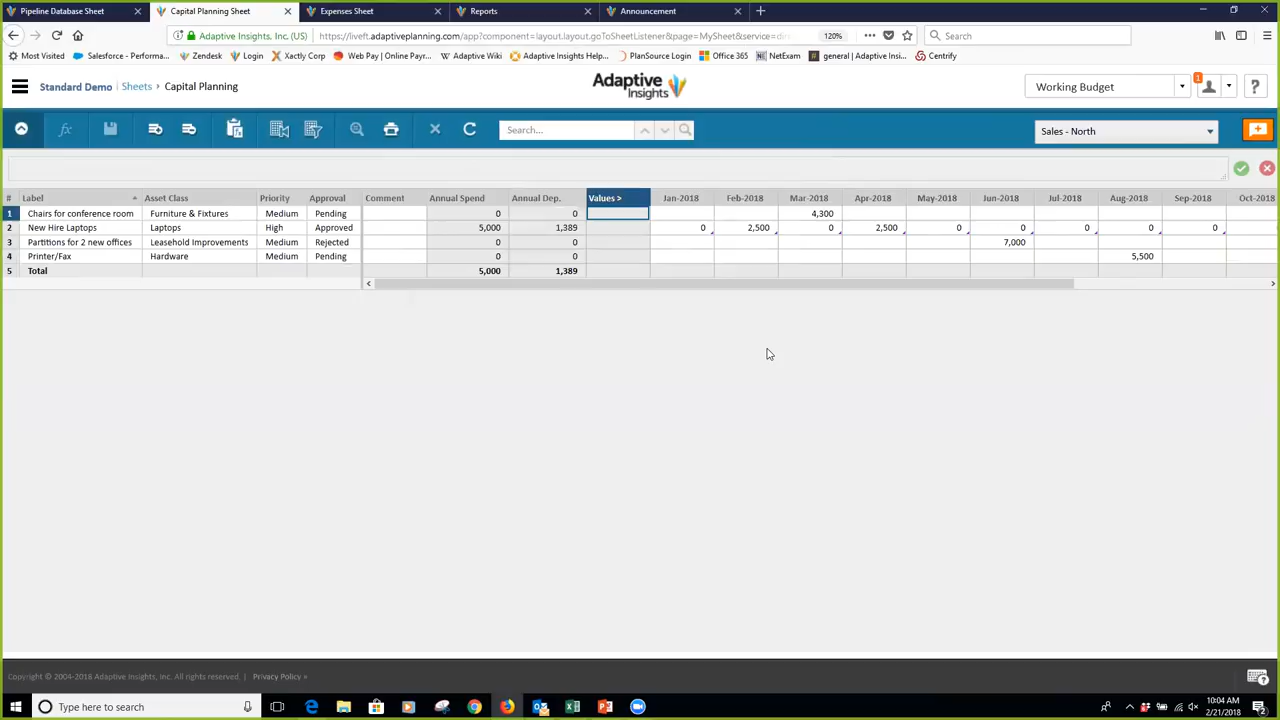 Pipeline Database Sheet
Capital Planning Sheet
Expenses Sheet
Reports
Announcement
Adaptive Insights, Inc. (US)
https://liveft.adaptiveplanning.com/app?component=layout.layout.goToSheetListener&page=MySheet&service=dir
120%
Search
Most Visited
Salesforce - Performa...
Zendesk
Login
Xactly Corp
Web Pay | Online Payr...
Adaptive Wiki
Adaptive Insights Help...
PlanSource Login
Office 365
general | Adaptive Insi...
NetExam
Centrify
Standard Demo Sheets › Capital Planning
Adaptive Insights
Working Budget
1
?
fx
Search...
Sales - North
# Label Asset Class Priority Approval Comment Annual Spend Annual Dep. Values > Jan-2018 Feb-2018 Mar-2018 Apr-2018 May-2018 Jun-2018 Jul-2018 Aug-2018 Sep-2018 Oct-2018
1 Chairs for conference room Furniture & Fixtures Medium Pending 0 0 4,300
2 New Hire Laptops Laptops High Approved 5,000 1,389 0 2,500 0 2,500 0 0 0 0 0
3 Partitions for 2 new offices Leasehold Improvements Medium Rejected 0 0 7,000
4 Printer/Fax Hardware Medium Pending 0 0 5,500
5 Total 5,000 1,389
Copyright © 2004-2016 Adaptive Insights, Inc. All rights reserved. | Privacy Policy »
Type here to search
10:04 AM
2/21/2018
2